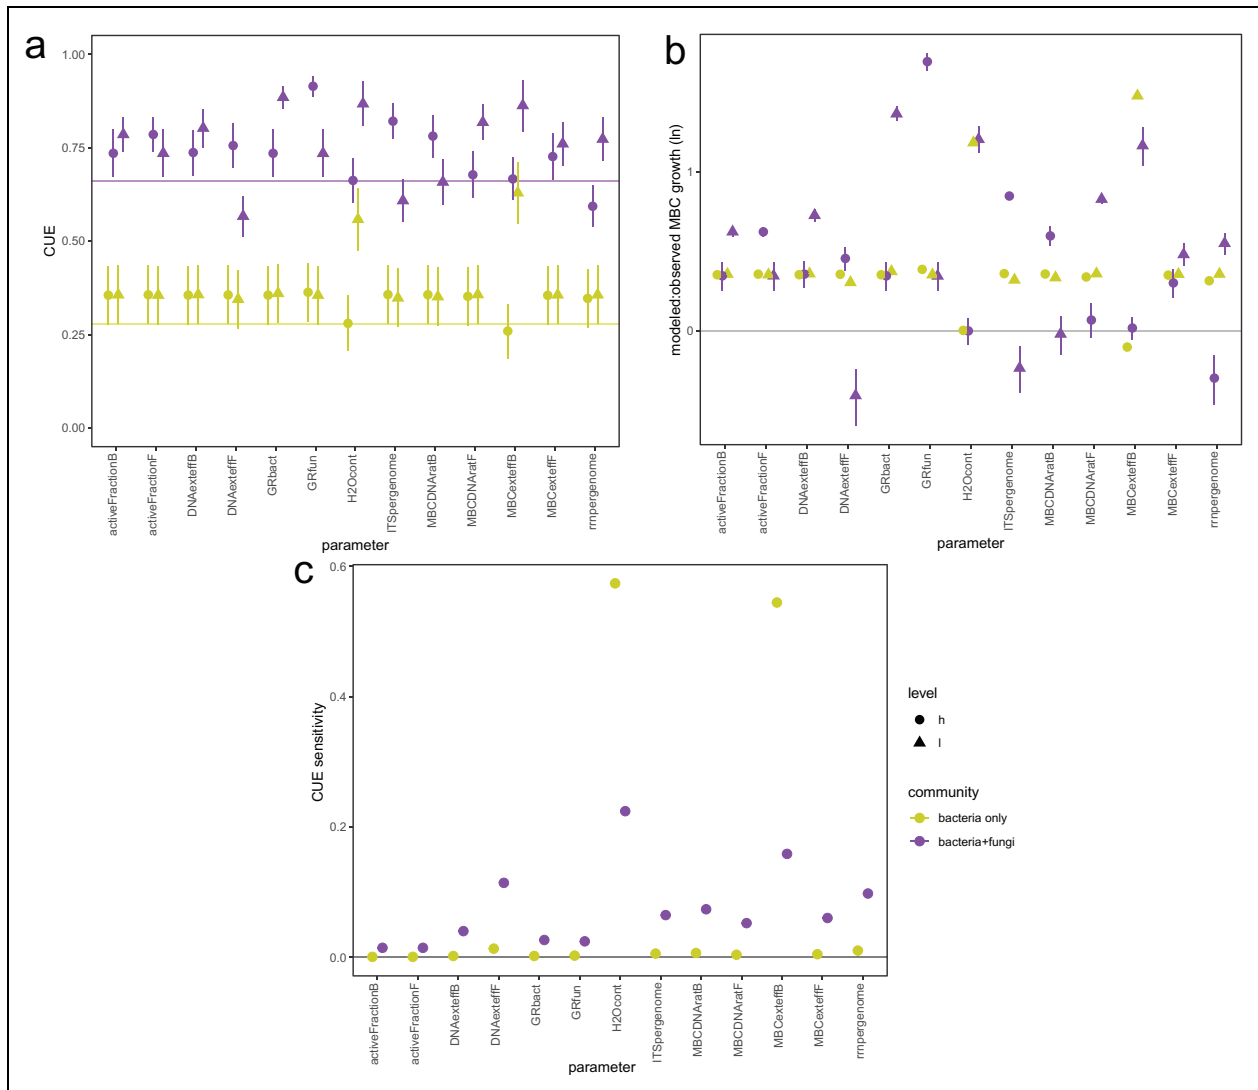 a
1.00
0.75
0.50
0.25
0.00
CUE
activeFractionB
activeFractionF
DNAexteffB
DNAexteffF
GRbact
GRfun
H2Ocont
ITSpergenome
MBCDNAratB
MBCDNAratF
MBCexteffB
MBCexteffF
rrnpergenome
parameter
b
1
0
modeled:observed MBC growth (ln)
activeFractionB
activeFractionF
DNAexteffB
DNAexteffF
GRbact
GRfun
H2Ocont
ITSpergenome
MBCDNAratB
MBCDNAratF
MBCexteffB
MBCexteffF
rrnpergenome
parameter
c
0.6
0.4
0.2
0.0
CUE sensitivity
activeFractionB
activeFractionF
DNAexteffB
DNAexteffF
GRbact
GRfun
H2Ocont
ITSpergenome
MBCDNAratB
MBCDNAratF
MBCexteffB
MBCexteffF
rrnpergenome
parameter
level
h
l
community
bacteria only
bacteria+fungi